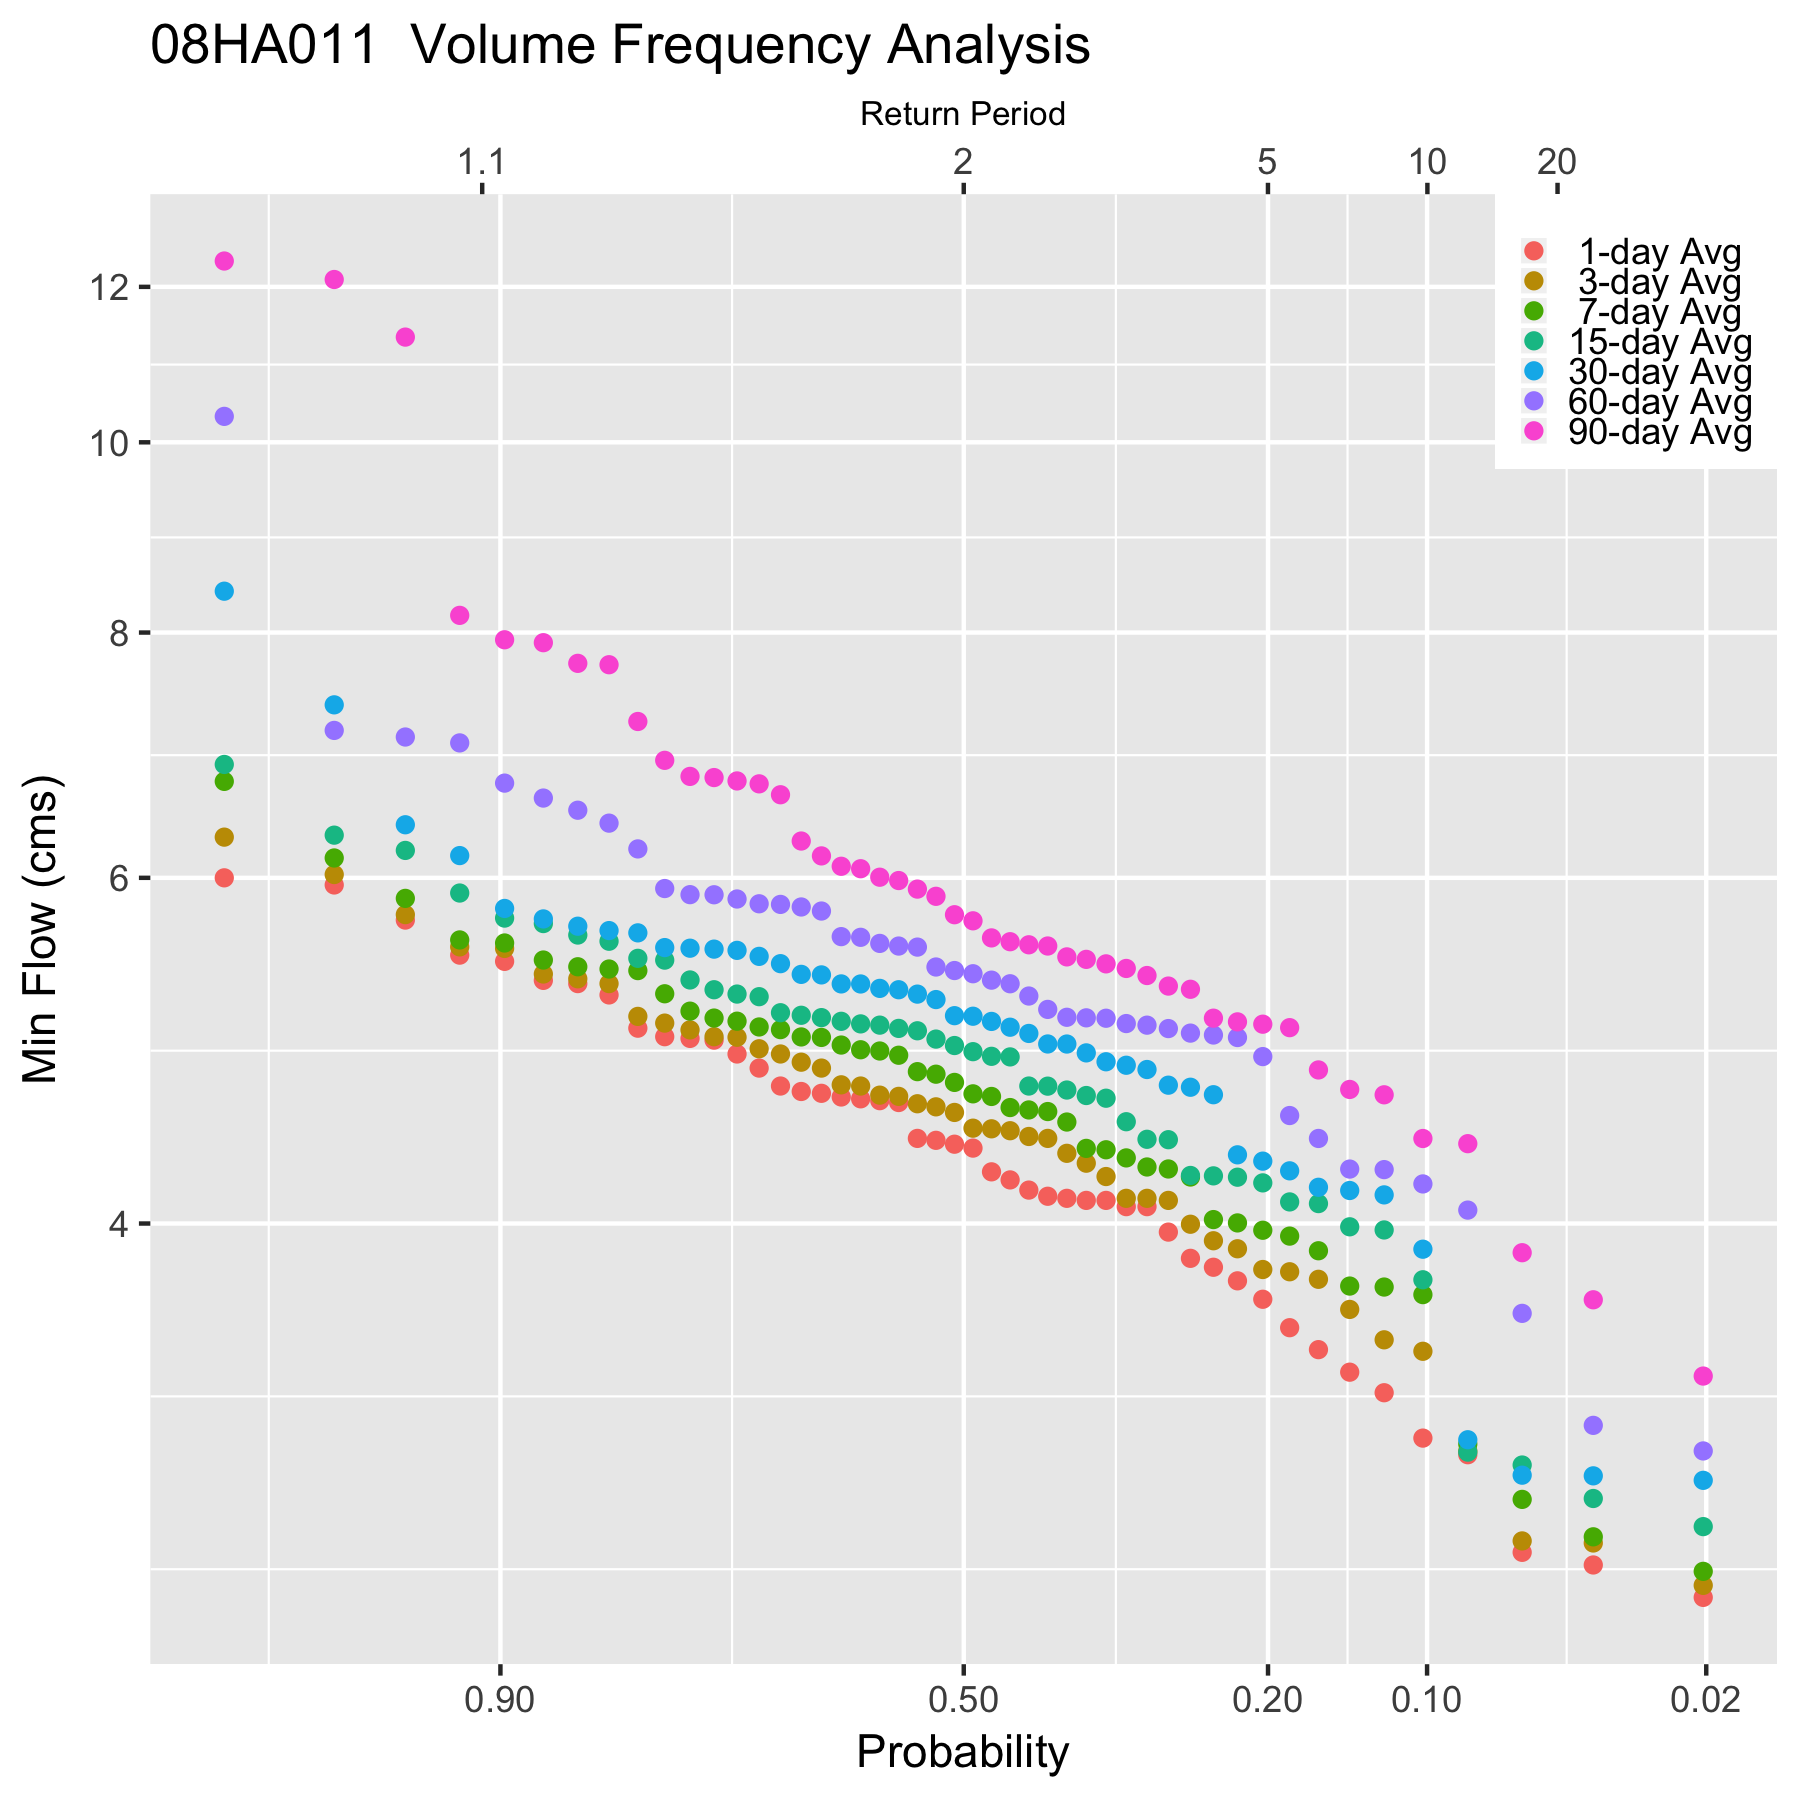 08HA011  Volume Frequency Analysis
Return Period
1.1 2 5 10 20
1-day Avg
3-day Avg
7-day Avg
15-day Avg
30-day Avg
60-day Avg
90-day Avg
12
10
8
6
4
Min Flow (cms)
0.90 0.50 0.20 0.10 0.02
Probability